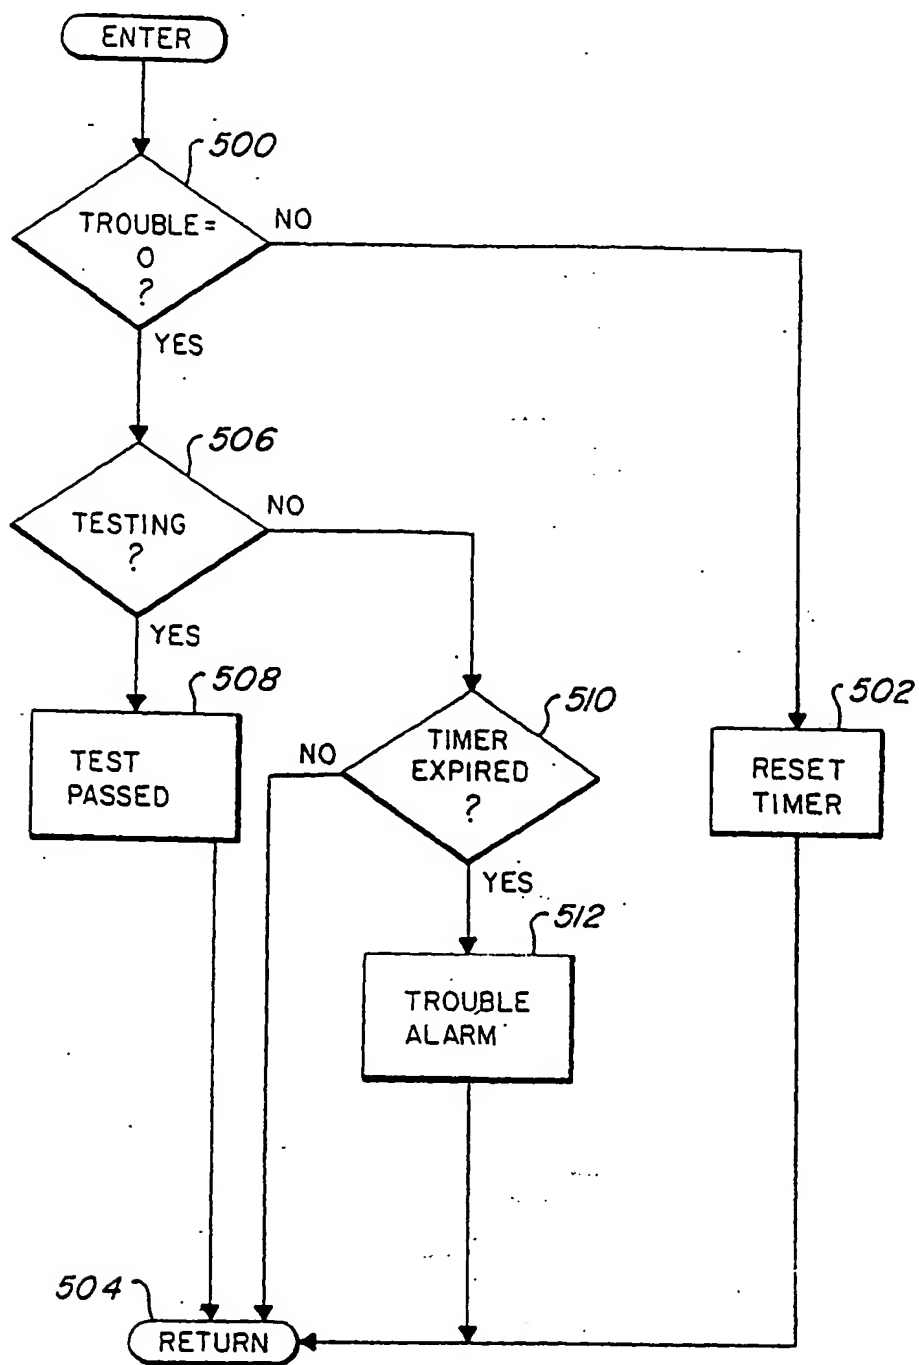 ENTER
500
TROUBLE =
0
?
NO
YES
506
TESTING
?
NO
YES
508
TEST
PASSED
510
TIMER
EXPIRED
?
NO
YES
502
RESET
TIMER
512
TROUBLE
ALARM
504
RETURN